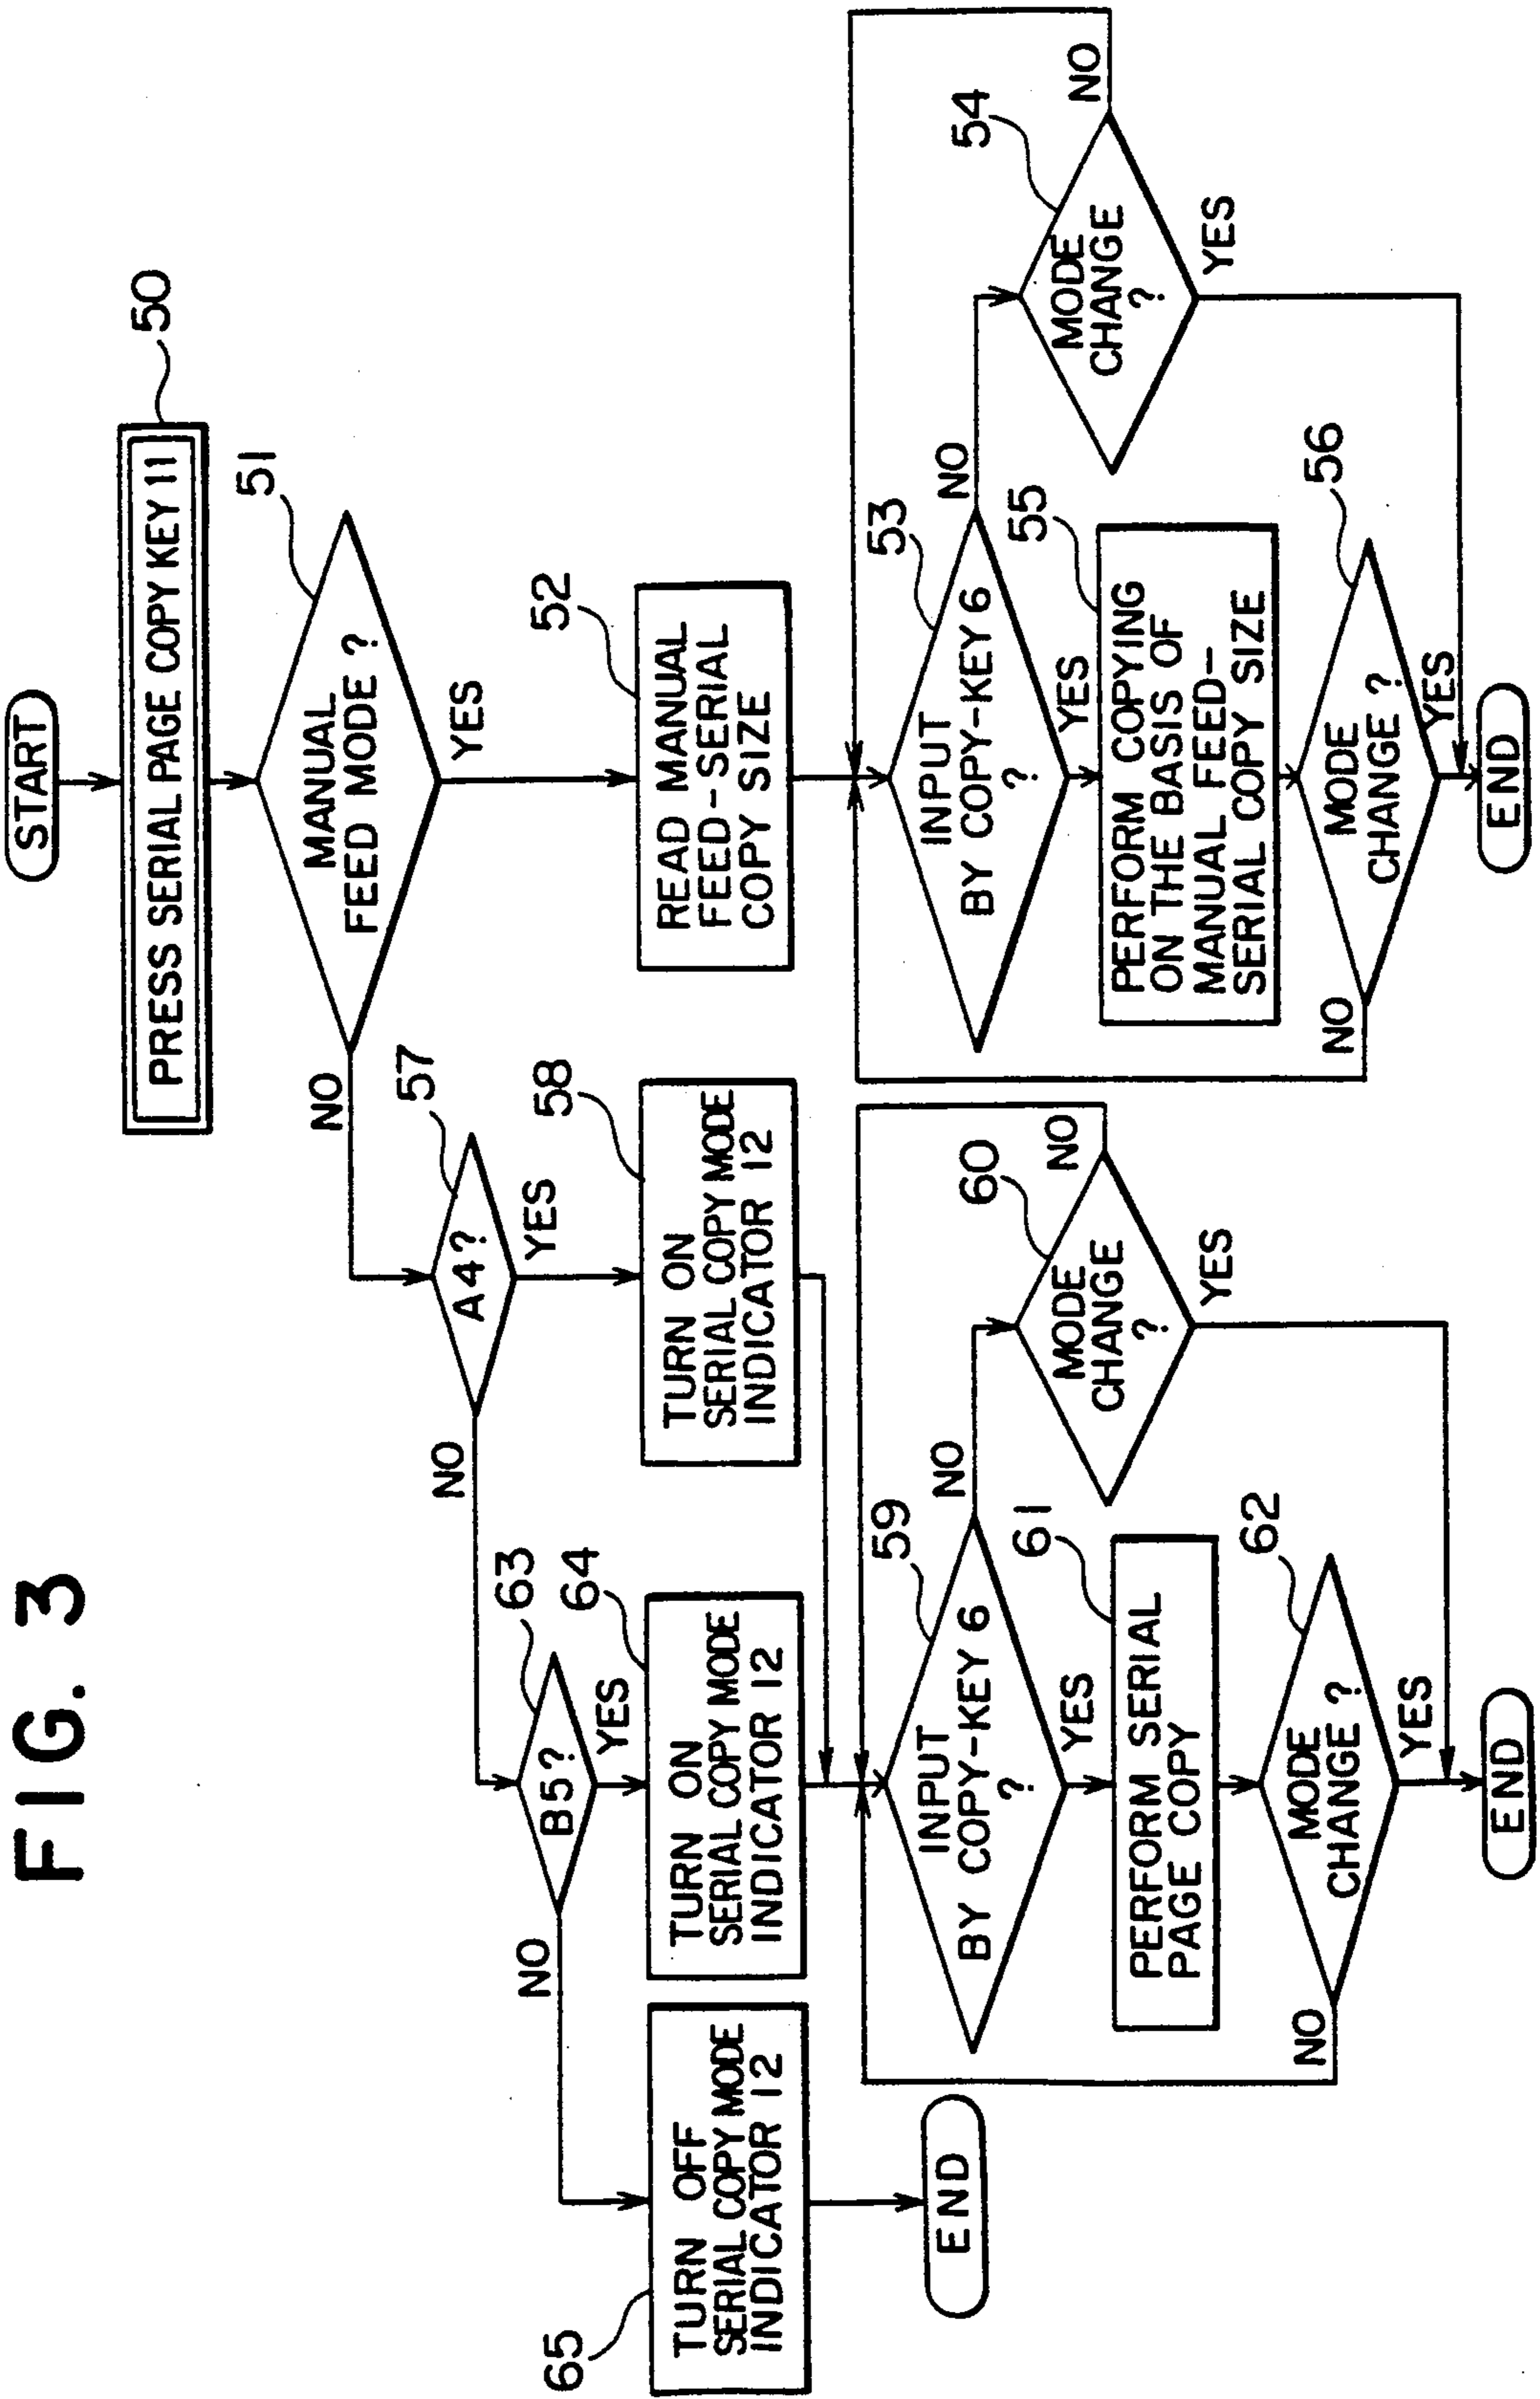 FIG. 3
START
PRESS SERIAL PAGE COPY KEY 11
50
MANUAL
FEED MODE ?
51
NO
YES
A4?
57
NO
YES
B5?
63
NO
YES
65
TURN OFF
SERIAL COPY MODE
INDICATOR 12
END
TURN ON
SERIAL COPY MODE
INDICATOR 12
64
TURN ON
SERIAL COPY MODE
INDICATOR 12
58
READ MANUAL
FEED-SERIAL
COPY SIZE
52
INPUT
BY COPY-KEY 6
?
59
NO
YES
MODE
CHANGE
?
60
NO
YES
PERFORM SERIAL
PAGE COPY
61
MODE
CHANGE ?
62
NO
YES
END
INPUT
BY COPY-KEY 6
?
53
NO
YES
MODE
CHANGE
?
54
NO
YES
PERFORM COPYING
ON THE BASIS OF
MANUAL FEED-
SERIAL COPY SIZE
55
MODE
CHANGE ?
56
NO
YES
END